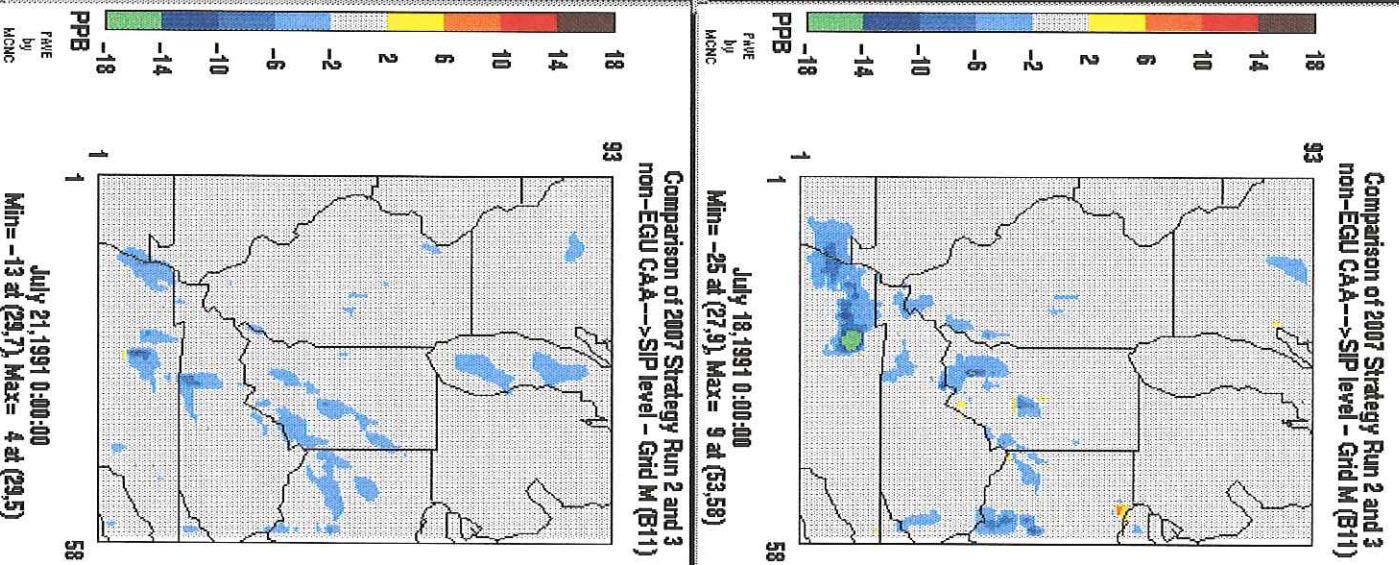 Comparison of 2007 Strategy Run 2 and 3
non-EGU CAA--->SIP level - Grid M (B11)
18
14
10
6
2
-2
-6
-10
-14
-18
PPB
PAVE
by
MCNC
93
1
1
58
July 18,1991 0:00:00
Min= -25 at (27,9), Max= 9 at (53,58)
Comparison of 2007 Strategy Run 2 and 3
non-EGU CAA--->SIP level - Grid M (B11)
18
14
10
6
2
-2
-6
-10
-14
-18
PPB
PAVE
by
MCNC
93
1
1
58
July 21,1991 0:00:00
Min= -13 at (29,7), Max= 4 at (29,5)